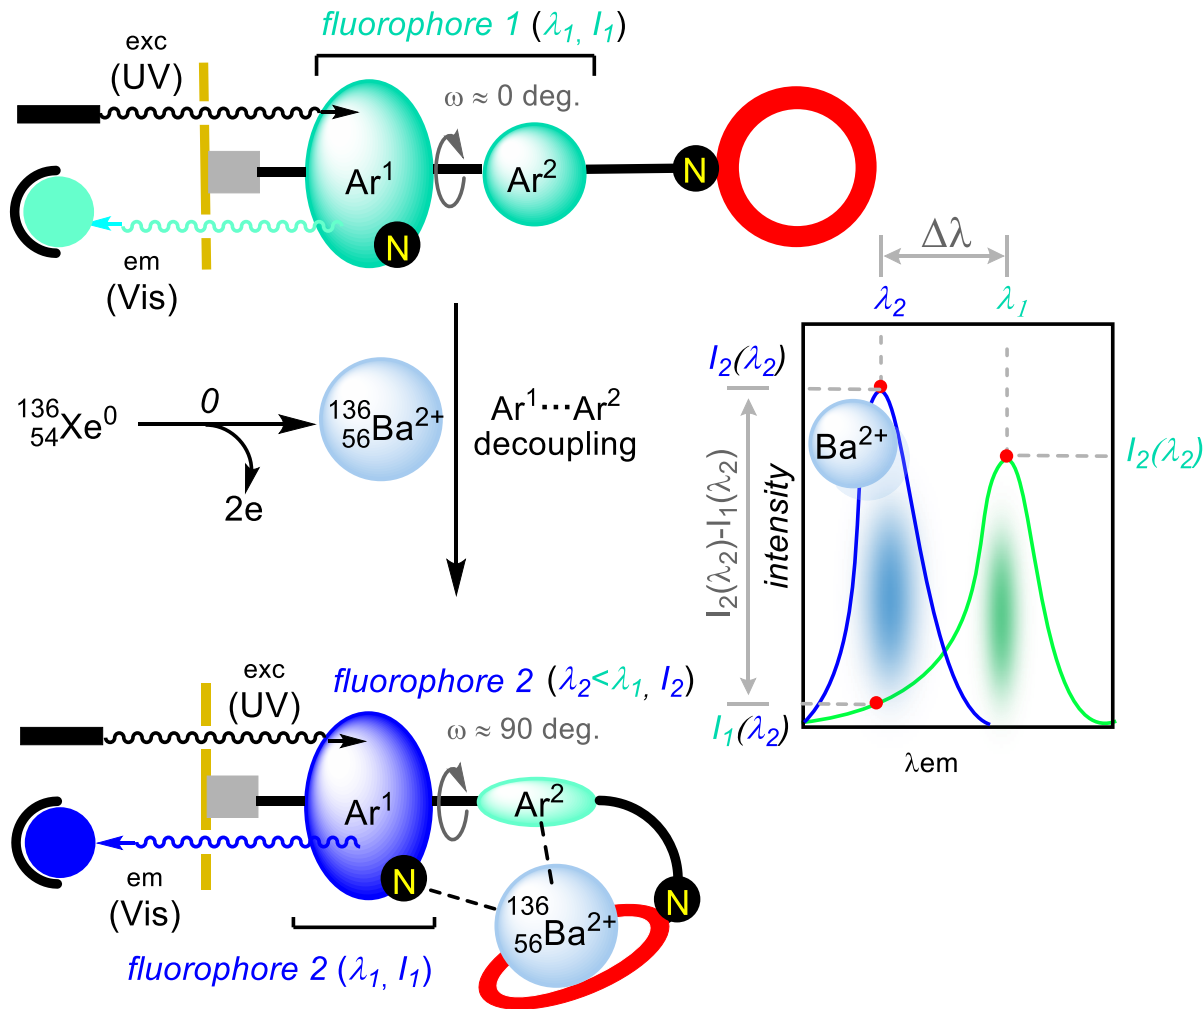 fluorophore 1 (λ1, I1)
exc
(UV)
ω ≈ 0 deg.
Ar1
Ar2
N
N
em
(Vis)
Δλ
λ2
λ1
I2(λ2)
Ba2+
I2(λ2)
I2(λ2)-I1(λ2)
intensity
I1(λ2)
λem
136
54Xe0
0
2e
136
56Ba2+
Ar1···Ar2
decoupling
fluorophore 2 (λ2<λ1, I2)
exc
(UV)
ω ≈ 90 deg.
Ar1
Ar2
N
N
136
56Ba2+
em
(Vis)
fluorophore 2 (λ1, I1)